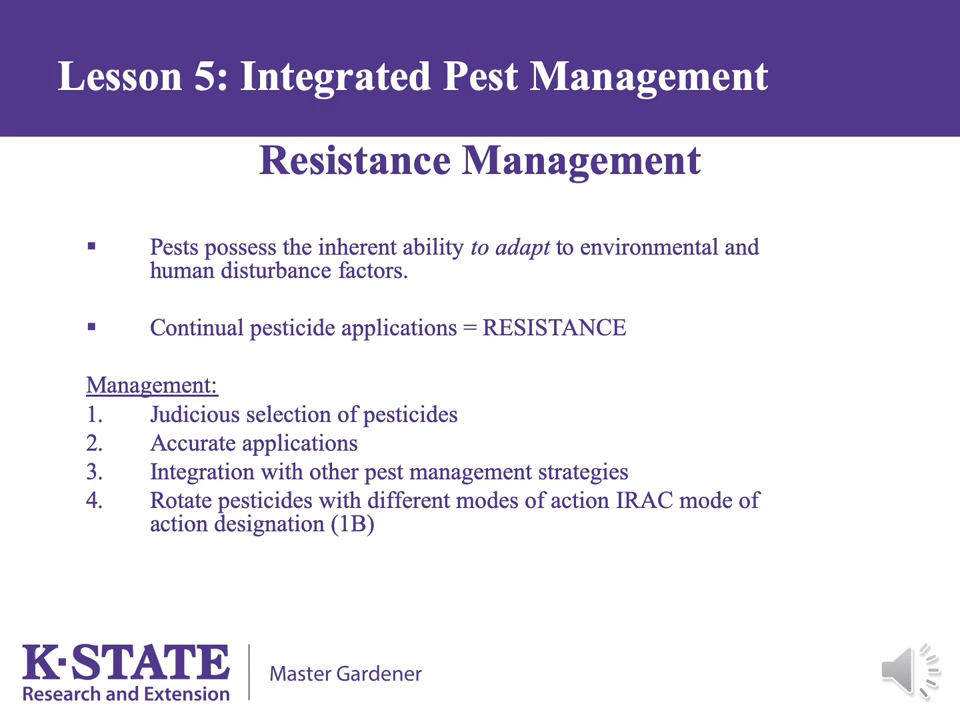 Lesson 5: Integrated Pest Management
Resistance Management
▪ Pests possess the inherent ability to adapt to environmental and
human disturbance factors.
▪ Continual pesticide applications = RESISTANCE
Management:
1. Judicious selection of pesticides
2. Accurate applications
3. Integration with other pest management strategies
4. Rotate pesticides with different modes of action IRAC mode of
action designation (1B)
K-STATE
Research and Extension
Master Gardener